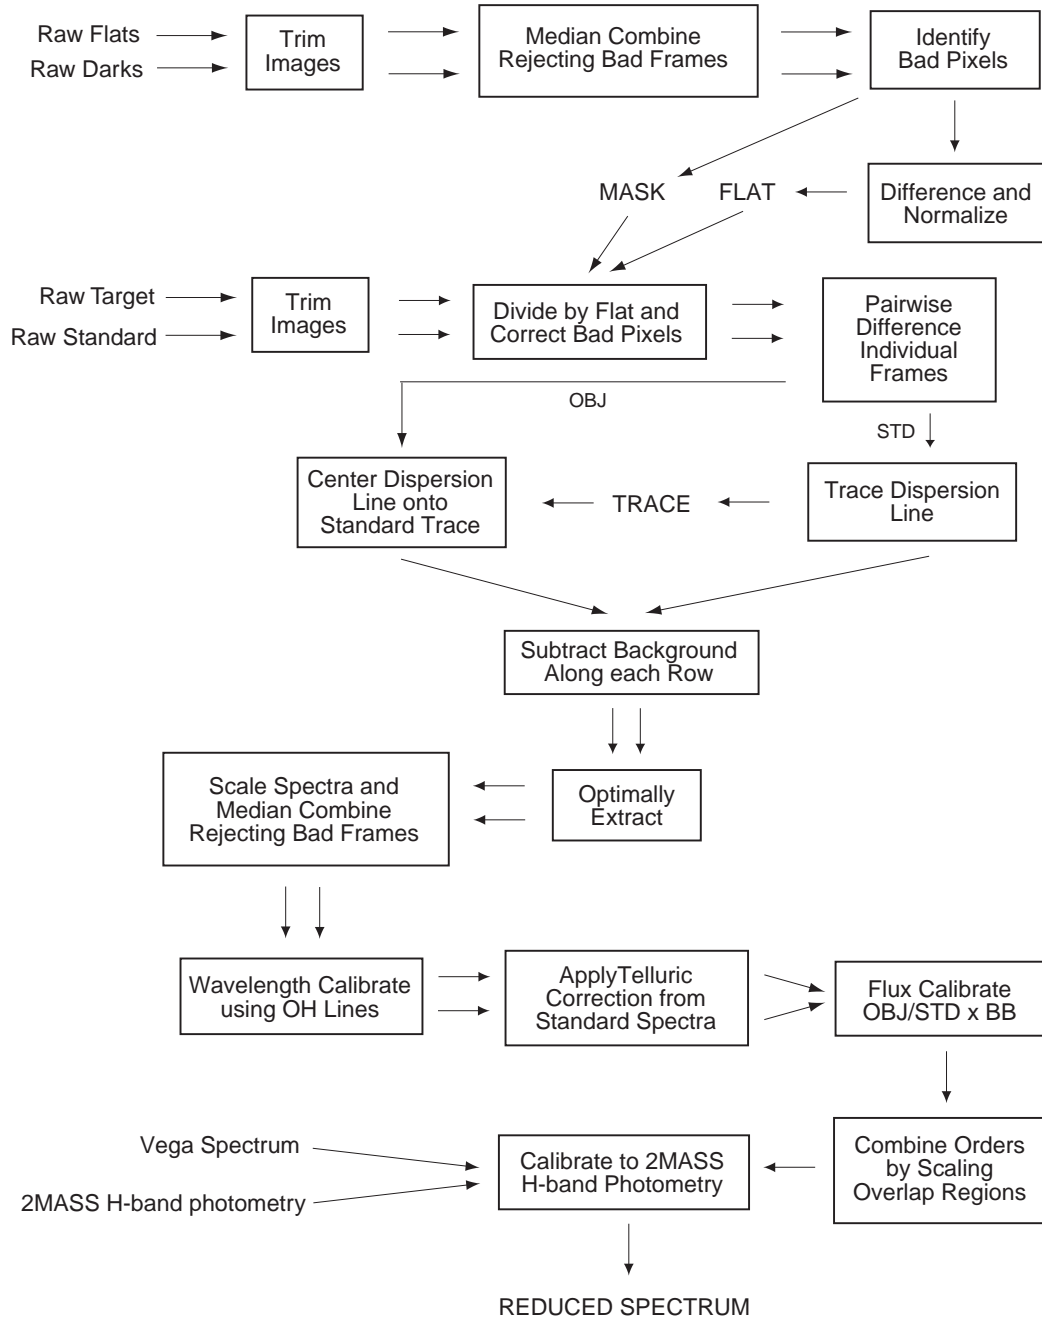 Raw Flats
Raw Darks
Trim
Images
Median Combine
Rejecting Bad Frames
Identify
Bad Pixels
MASK
FLAT
Difference and
Normalize
Raw Target
Raw Standard
Trim
Images
Divide by Flat and
Correct Bad Pixels
Pairwise
Difference
Individual
Frames
OBJ
STD
Center Dispersion
Line onto
Standard Trace
TRACE
Trace Dispersion
Line
Subtract Background
Along each Row
Scale Spectra and
Median Combine
Rejecting Bad Frames
Optimally
Extract
Wavelength Calibrate
using OH Lines
ApplyTelluric
Correction from
Standard Spectra
Flux Calibrate
OBJ/STD x BB
Vega Spectrum
2MASS H-band photometry
Calibrate to 2MASS
H-band Photometry
Combine Orders
by Scaling
Overlap Regions
REDUCED SPECTRUM